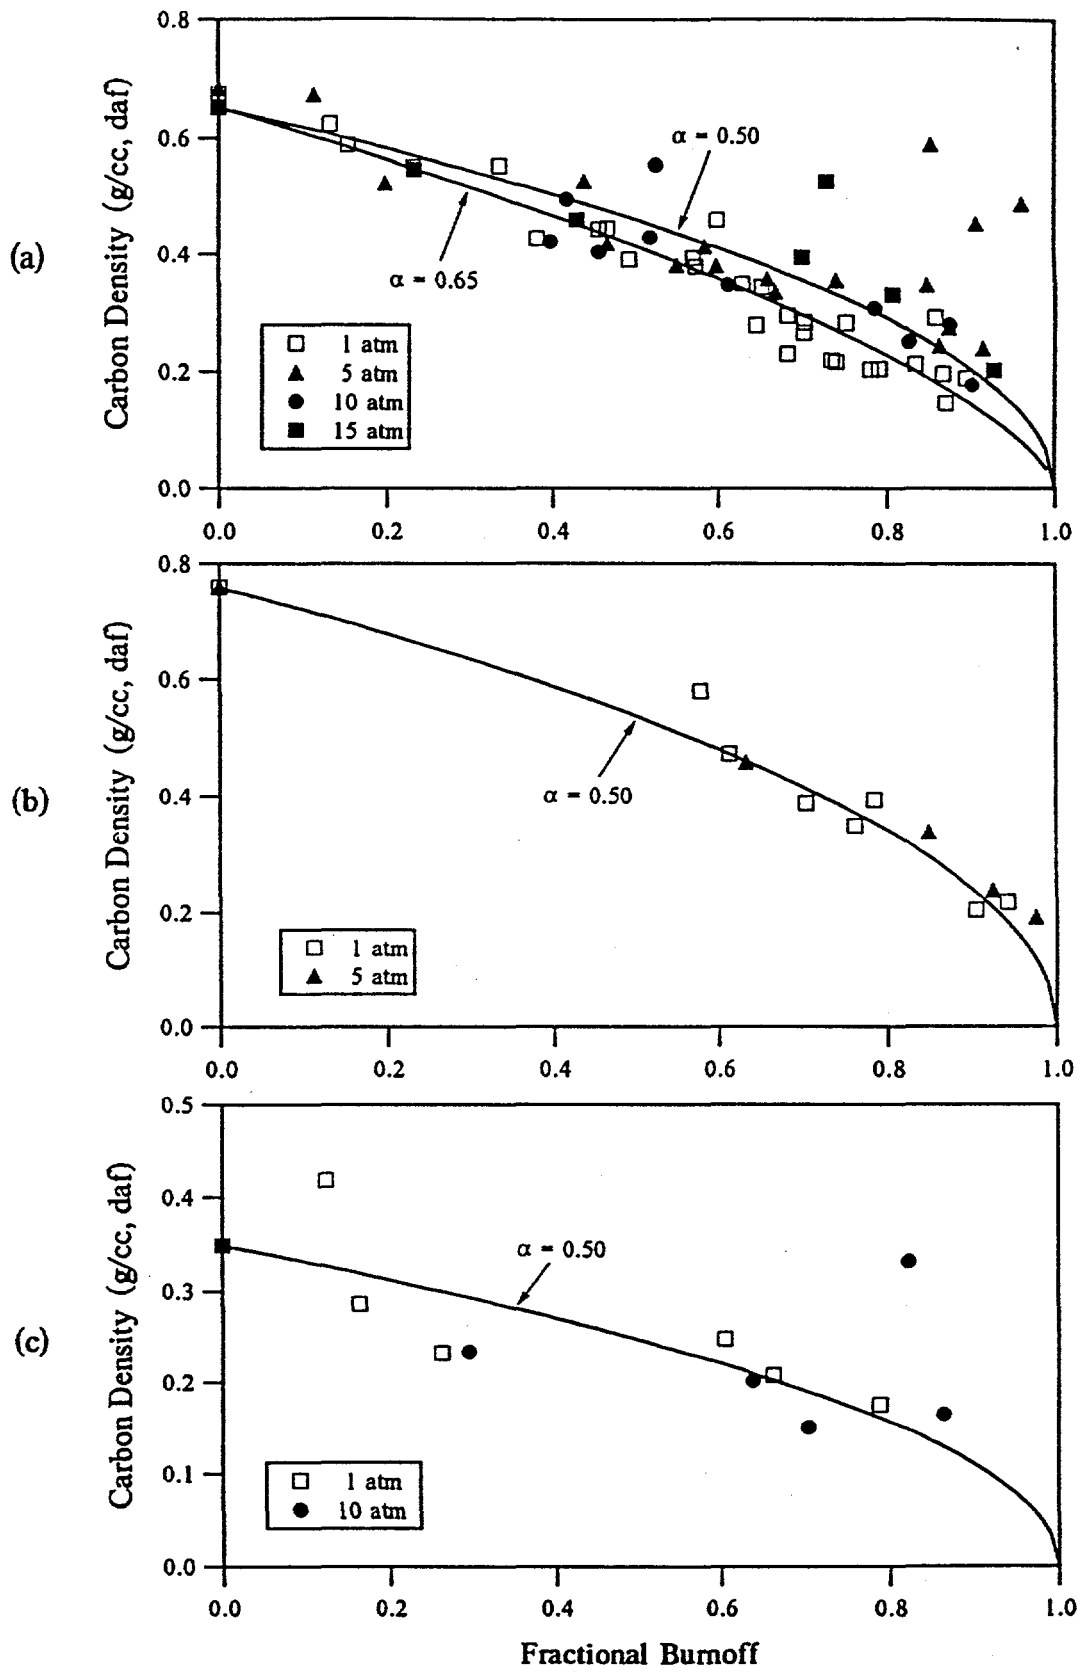 (a)
Carbon Density (g/cc, daf)
0.8
0.6
0.4
0.2
0.0
α = 0.50
α = 0.65
1 atm
5 atm
10 atm
15 atm
0.0 0.2 0.4 0.6 0.8 1.0
(b)
Carbon Density (g/cc, daf)
0.8
0.6
0.4
0.2
0.0
α = 0.50
1 atm
5 atm
0.0 0.2 0.4 0.6 0.8 1.0
(c)
Carbon Density (g/cc, daf)
0.5
0.4
0.3
0.2
0.1
0.0
α = 0.50
1 atm
10 atm
0.0 0.2 0.4 0.6 0.8 1.0
Fractional Burnoff